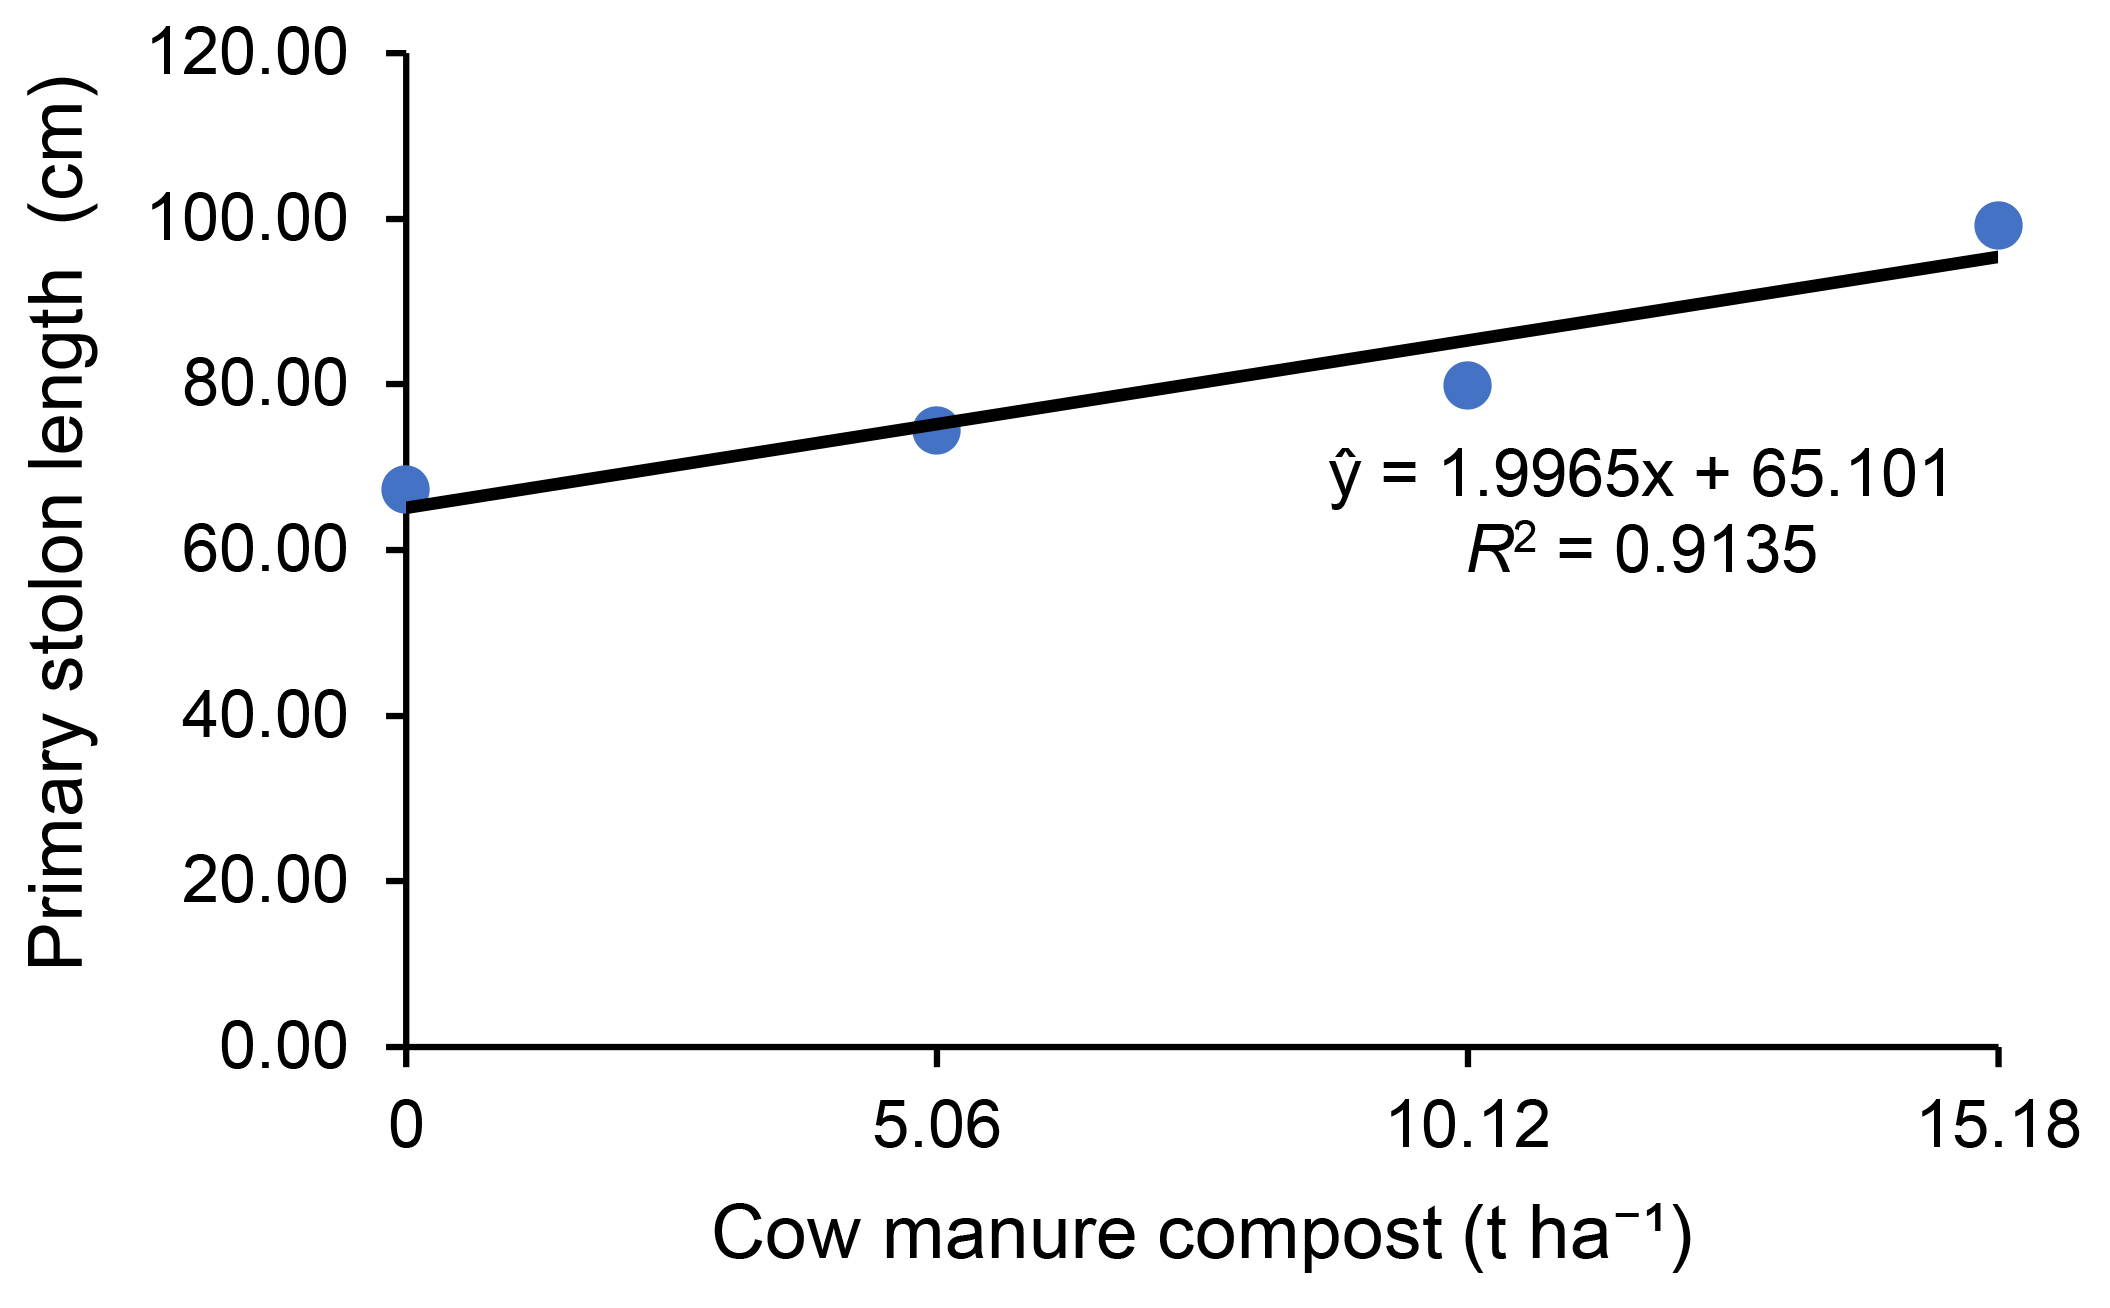 120.00
100.00
80.00
60.00
40.00
20.00
0.00
Primary stolon length (cm)
ŷ = 1.9965x + 65.101
R² = 0.9135
0 5.06 10.12 15.18
Cow manure compost (t ha⁻¹)